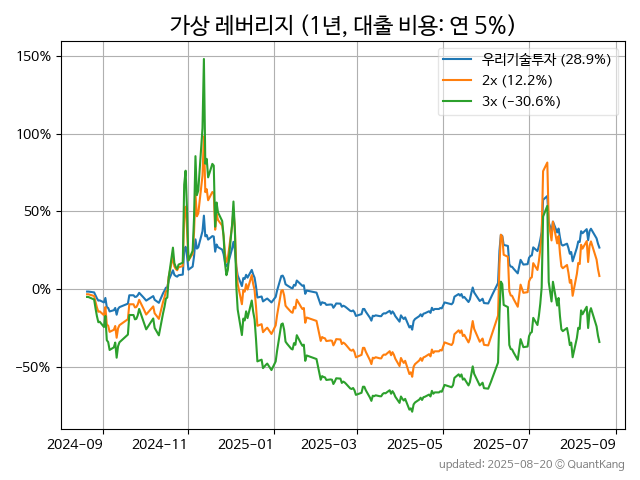 가상 레버리지 (1년, 대출 비용: 연 5%)
우리기술투자 (28.9%)
2x (12.2%)
3x (−30.6%)
150%
100%
50%
0%
−50%
2024−09 2024−11 2025−01 2025−03 2025−05 2025−07 2025−09
updated: 2025-08-20 © QuantKang